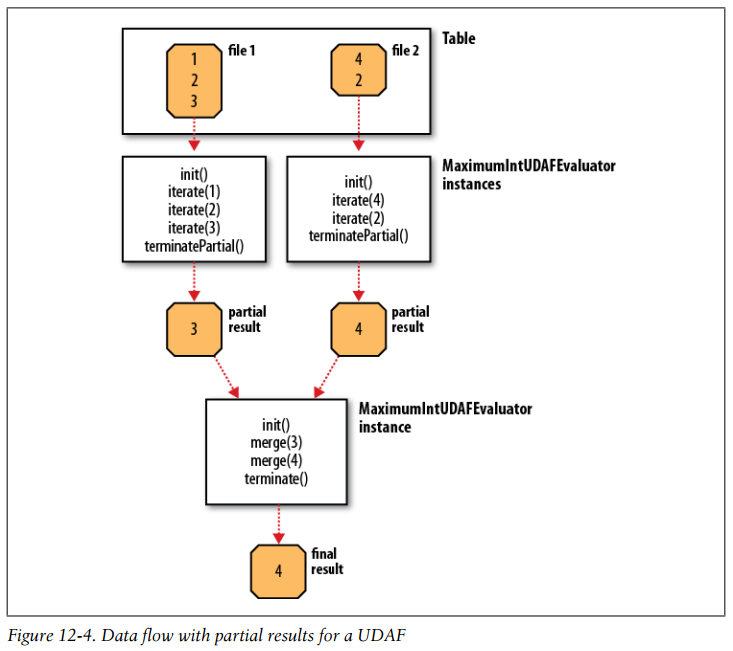 Table
file 1
1
2
3
file 2
4
2
MaximumIntUDAFEvaluator
instances
init()
iterate(1)
iterate(2)
iterate(3)
terminatePartial()
init()
iterate(4)
iterate(2)
terminatePartial()
3
partial
result
4
partial
result
MaximumIntUDAFEvaluator
instance
init()
merge(3)
merge(4)
terminate()
4
final
result
Figure 12-4. Data flow with partial results for a UDAF